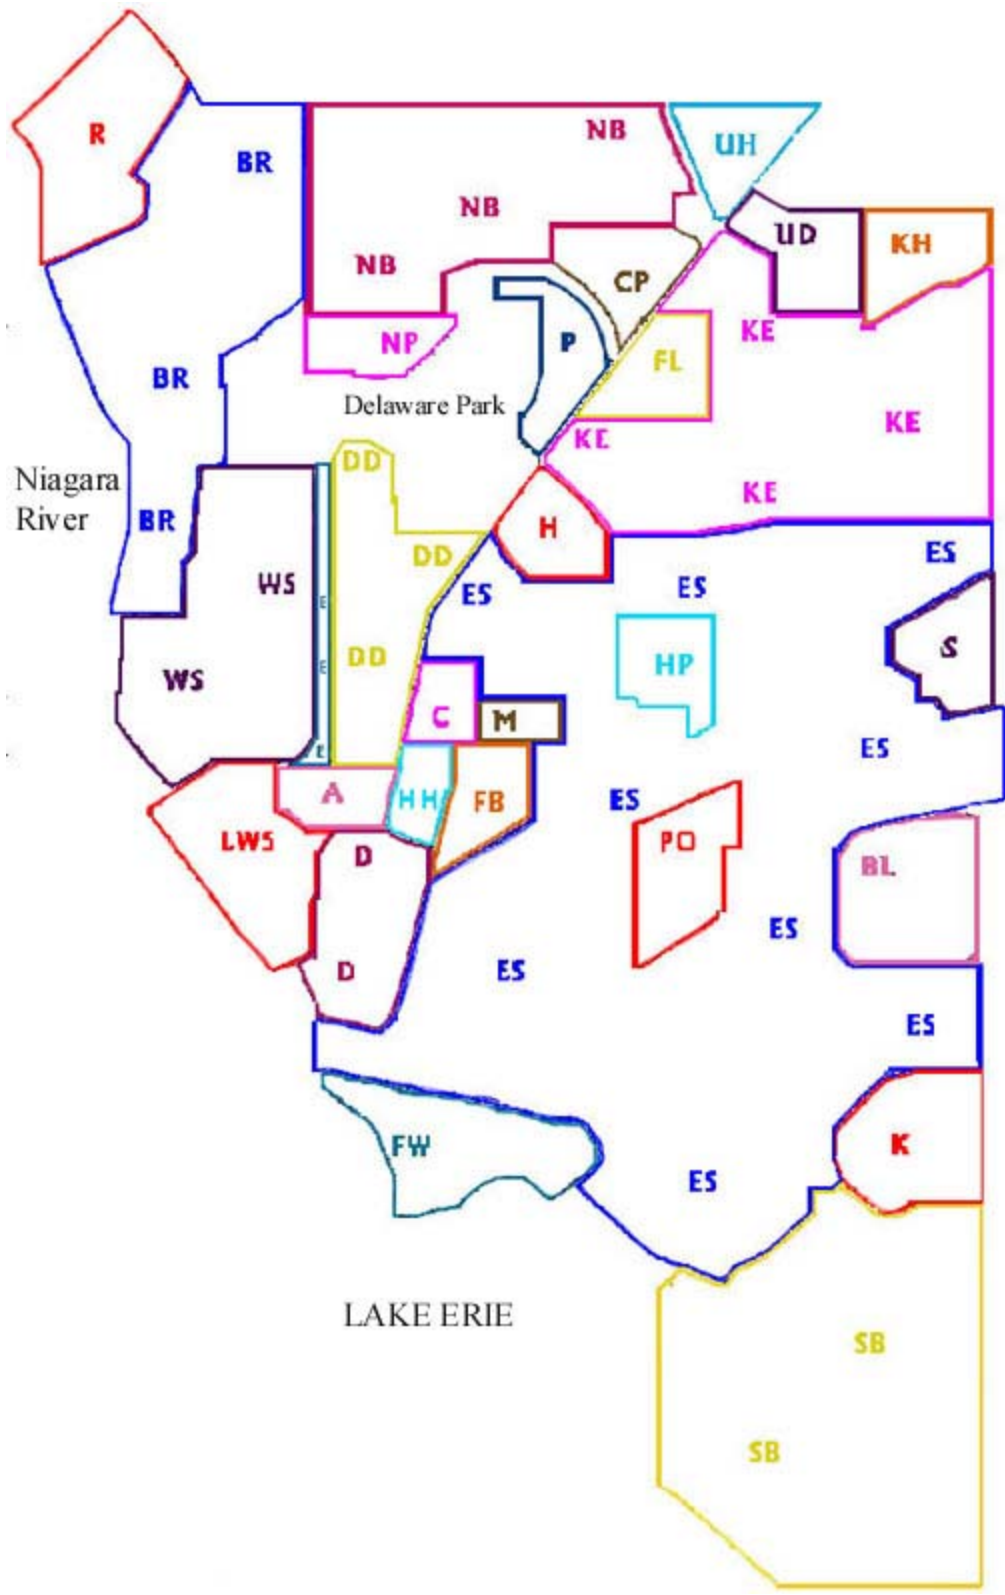 R
BR
NB
UH
NB
UD
KH
NB
CP
KE
NP
P
FL
BR
Delaware Park
KE
KE
DD
Niagara
River
BR
KE
H
DD
ES
WS
ES
ES
E
S
DD
HP
E
WS
C
M
ES
E
A
HH
FB
ES
LWS
D
PO
BL
ES
D
ES
ES
FW
K
ES
LAKE ERIE
SB
SB